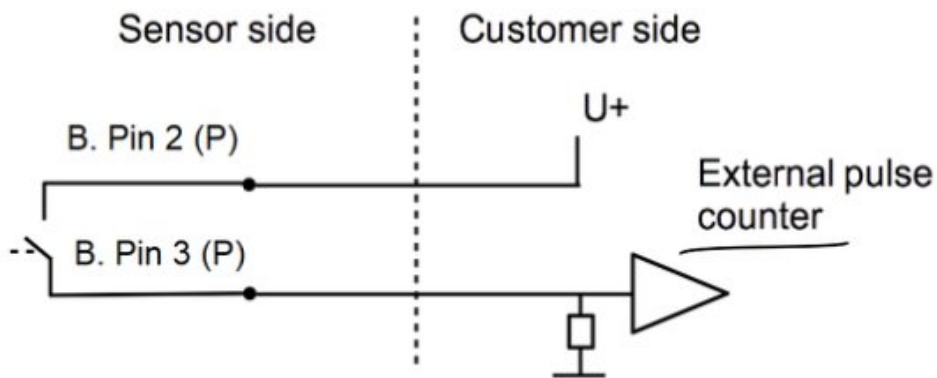 Sensor side
Customer side
U+
B. Pin 2 (P)
External pulse
counter
B. Pin 3 (P)